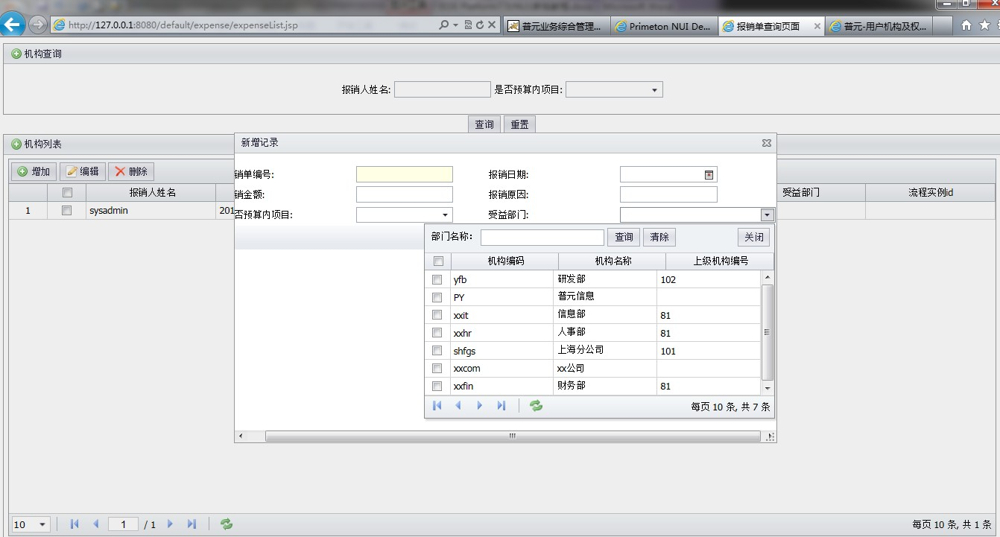 http://127.0.0.1:8080/default/expense/expenseList.jsp
普元业务综合管理...
Primeton NUI De...
报销单查询页面
普元-用户机构及权...
机构查询
报销人姓名:
是否预算内项目:
查询 重置
机构列表
增加 编辑 删除
报销人姓名 受益部门 流程实例id
1 sysadmin 201
新增记录
销单编号: 报销日期:
销金额: 报销原因:
否预算内项目: 受益部门:
部门名称: 查询 清除 关闭
机构编码 机构名称 上级机构编号
yfb 研发部 102
PY 普元信息
xxit 信息部 81
xxhr 人事部 81
shfgs 上海分公司 101
xxcom xx公司
xxfin 财务部 81
每页 10 条, 共 7 条
10 1 / 1 每页 10 条, 共 1 条